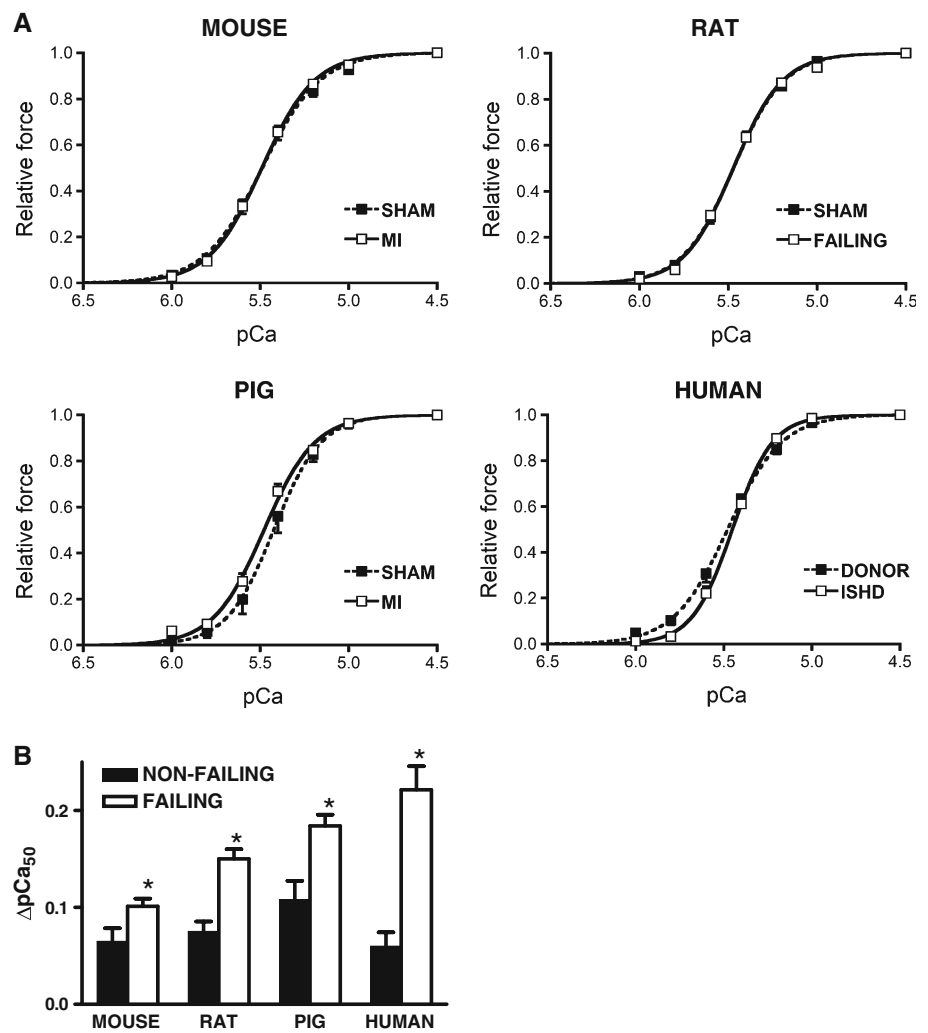 A
MOUSE
RAT
Relative force
1.0
0.8
0.6
0.4
0.2
0.0
SHAM
MI
6.5 6.0 5.5 5.0 4.5
pCa
Relative force
1.0
0.8
0.6
0.4
0.2
0.0
SHAM
FAILING
6.5 6.0 5.5 5.0 4.5
pCa
PIG
HUMAN
Relative force
1.0
0.8
0.6
0.4
0.2
0.0
SHAM
MI
6.5 6.0 5.5 5.0 4.5
pCa
Relative force
1.0
0.8
0.6
0.4
0.2
0.0
DONOR
ISHD
6.5 6.0 5.5 5.0 4.5
pCa
B
NON-FAILING
FAILING
ΔpCa50
0.2
0.1
0.0
* * * *
MOUSE RAT PIG HUMAN